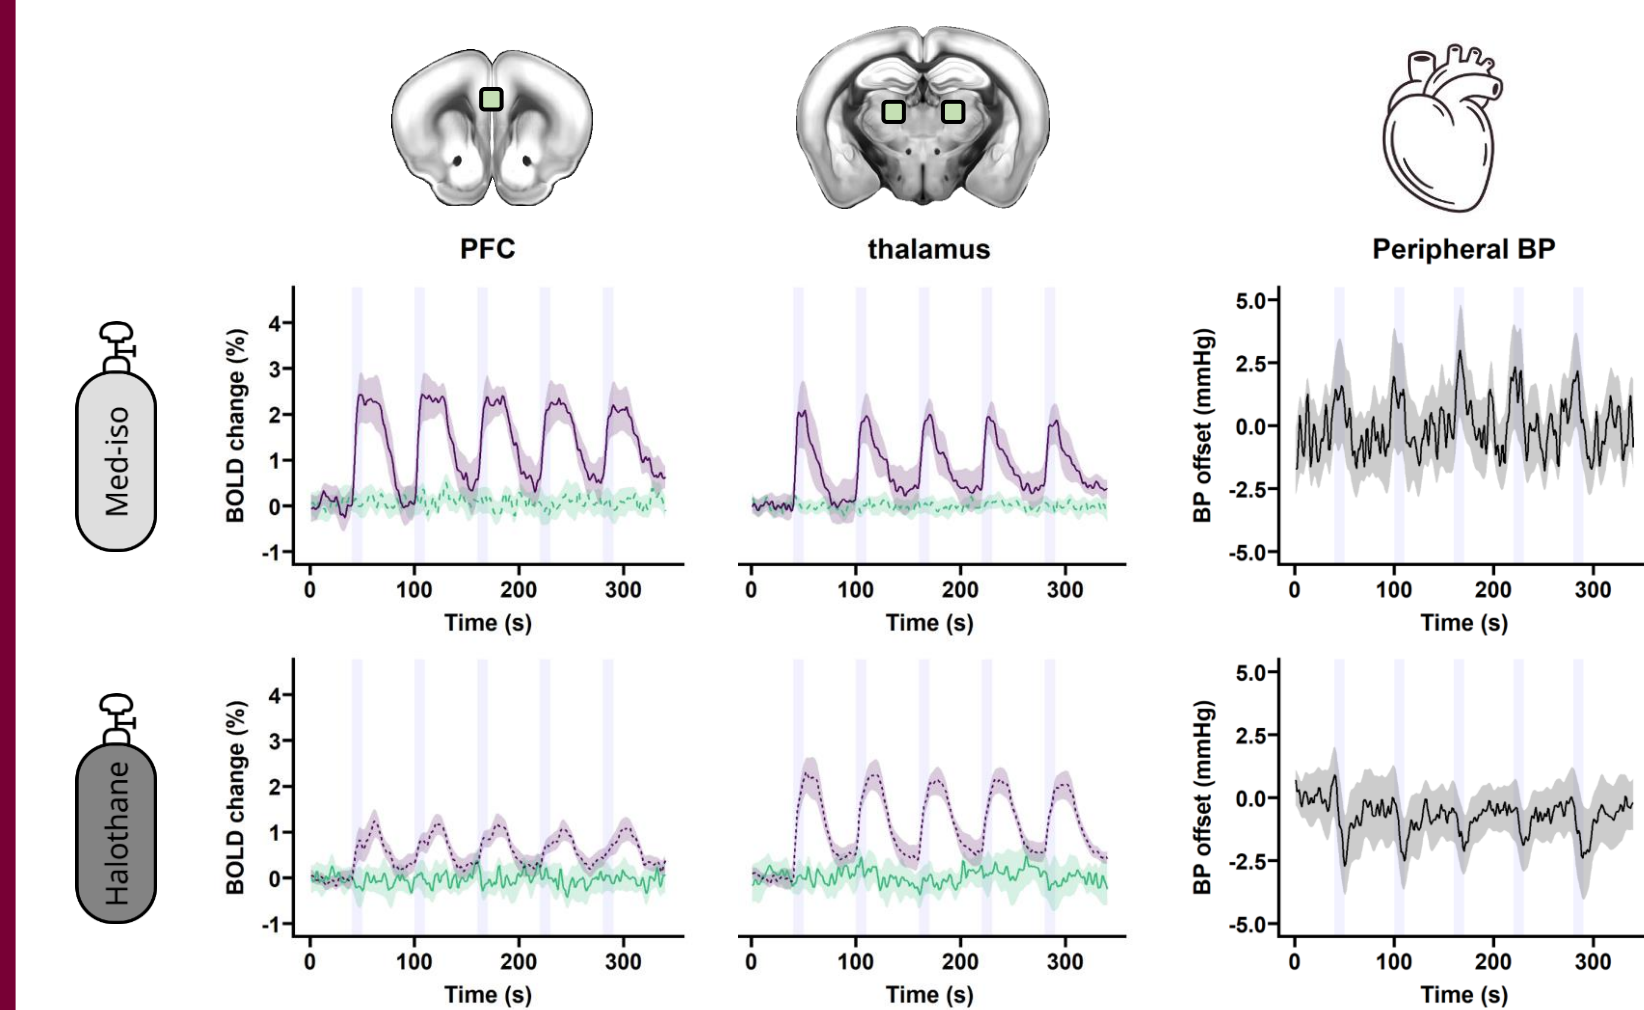 PFC
thalamus
Peripheral BP
Med-iso
BOLD change (%)
4
3
2
1
0
-1
0 100 200 300
Time (s)
0 100 200 300
Time (s)
BP offset (mmHg)
5.0
2.5
0.0
-2.5
-5.0
0 100 200 300
Time (s)
Halothane
BOLD change (%)
4
3
2
1
0
-1
0 100 200 300
Time (s)
0 100 200 300
Time (s)
BP offset (mmHg)
5.0
2.5
0.0
-2.5
-5.0
0 100 200 300
Time (s)